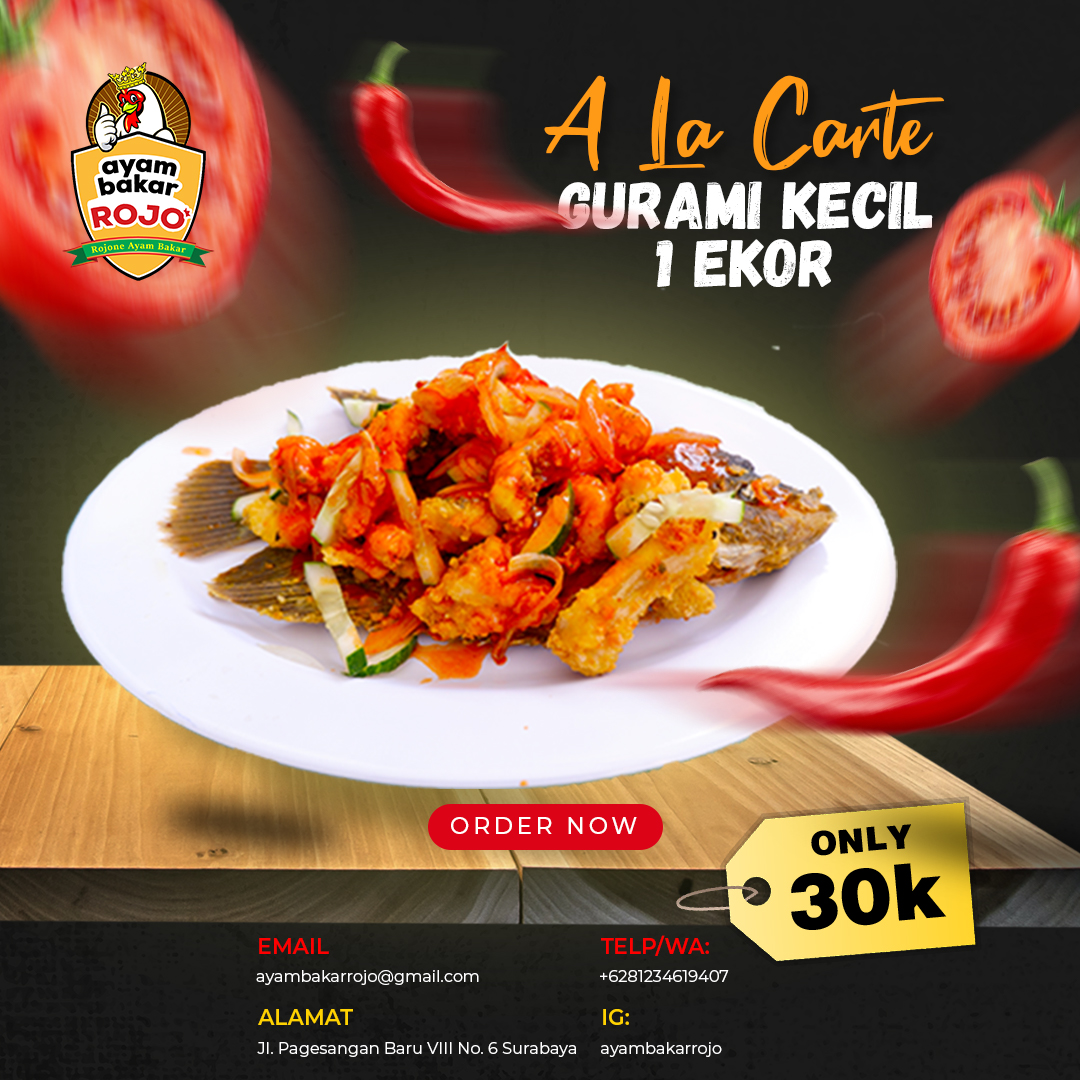 ayam
bakar
ROJO
Rojone Ayam Bakar
A La Carte
GURAMI KECIL
1 EKOR
ORDER NOW
ONLY
30k
EMAIL
ayambakarrojo@gmail.com
TELP/WA:
+6281234619407
ALAMAT
Jl. Pagesangan Baru VIII No. 6 Surabaya
IG:
ayambakarrojo